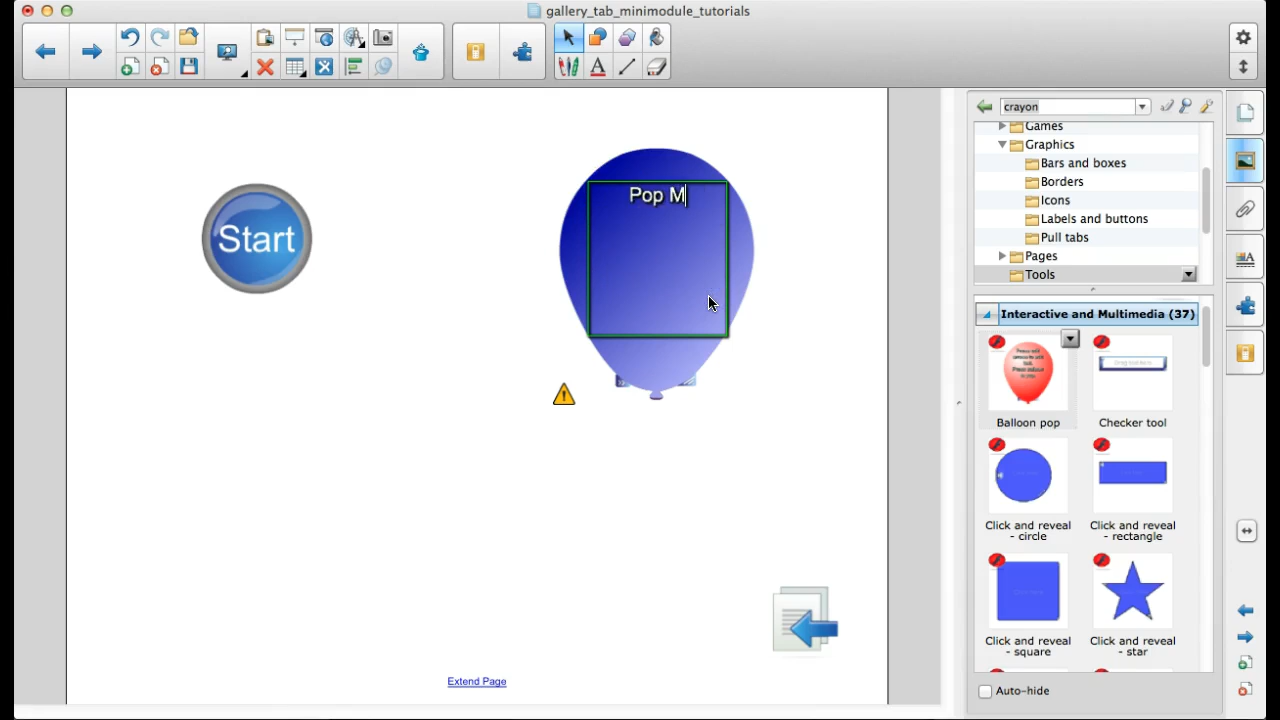 gallery_tab_minimodule_tutorials
crayon
Games
Graphics
Bars and boxes
Borders
Icons
Labels and buttons
Pull tabs
Pages
Tools
Start
Pop M
Interactive and Multimedia (37)
Balloon pop
Checker tool
Click and reveal
- circle
Click and reveal
- rectangle
Click and reveal
- square
Click and reveal
- star
Extend Page
Auto-hide